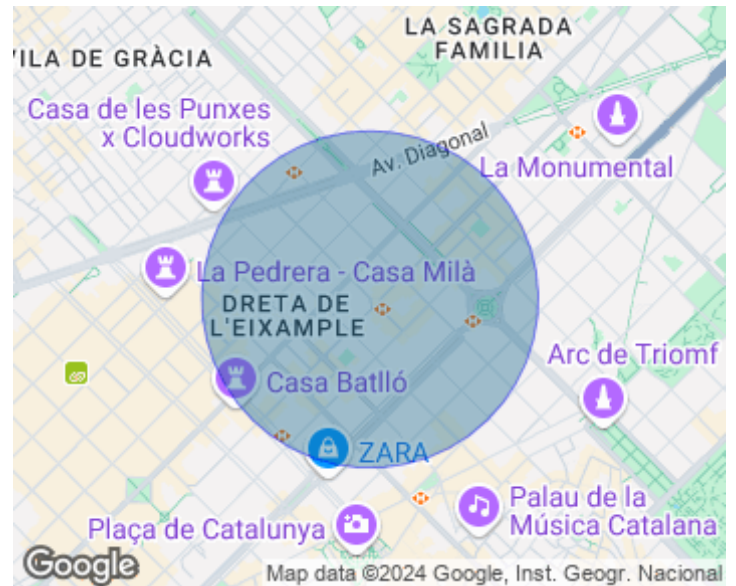 LA SAGRADA
FAMILIA
VILA DE GRÀCIA
Casa de les Punxes
x Cloudworks
Av. Diagonal
La Monumental
La Pedrera - Casa Milà
DRETA DE
L'EIXAMPLE
Arc de Triomf
Casa Batlló
ZARA
Palau de la
Música Catalana
Plaça de Catalunya
Google
Map data ©2024 Google, Inst. Geogr. Nacional